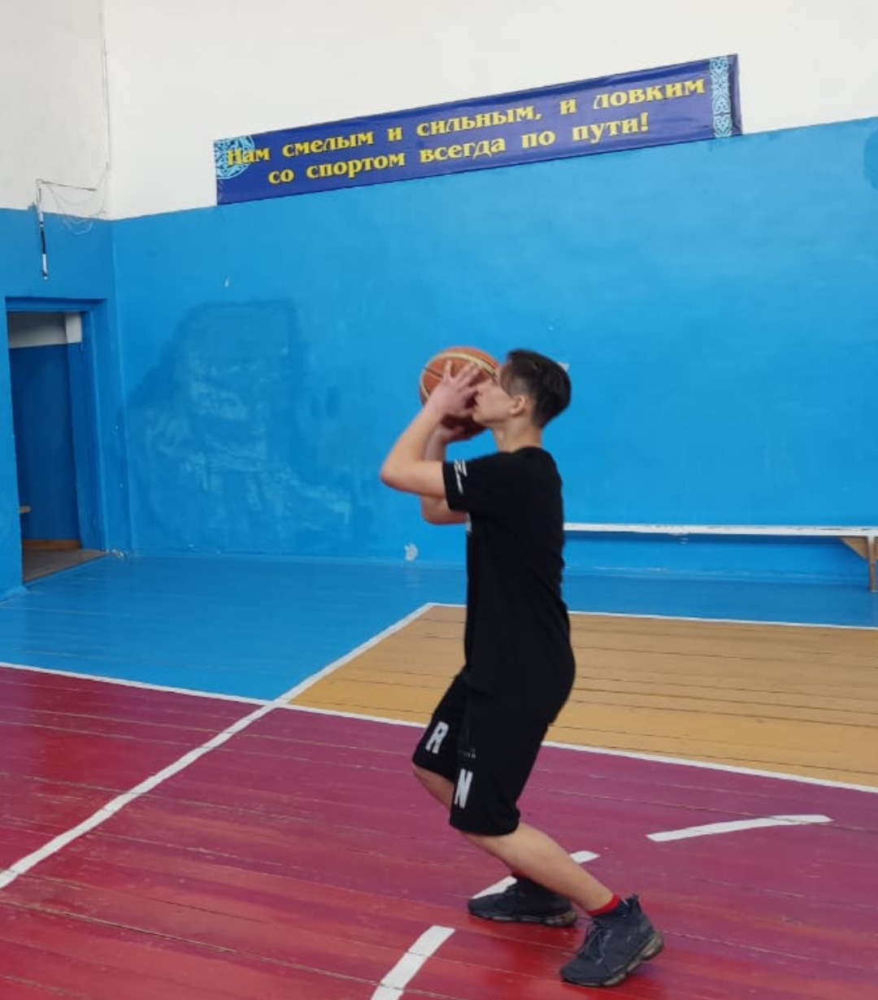 Нам смелым и сильным, и ловким
со спортом всегда по пути!
R
N